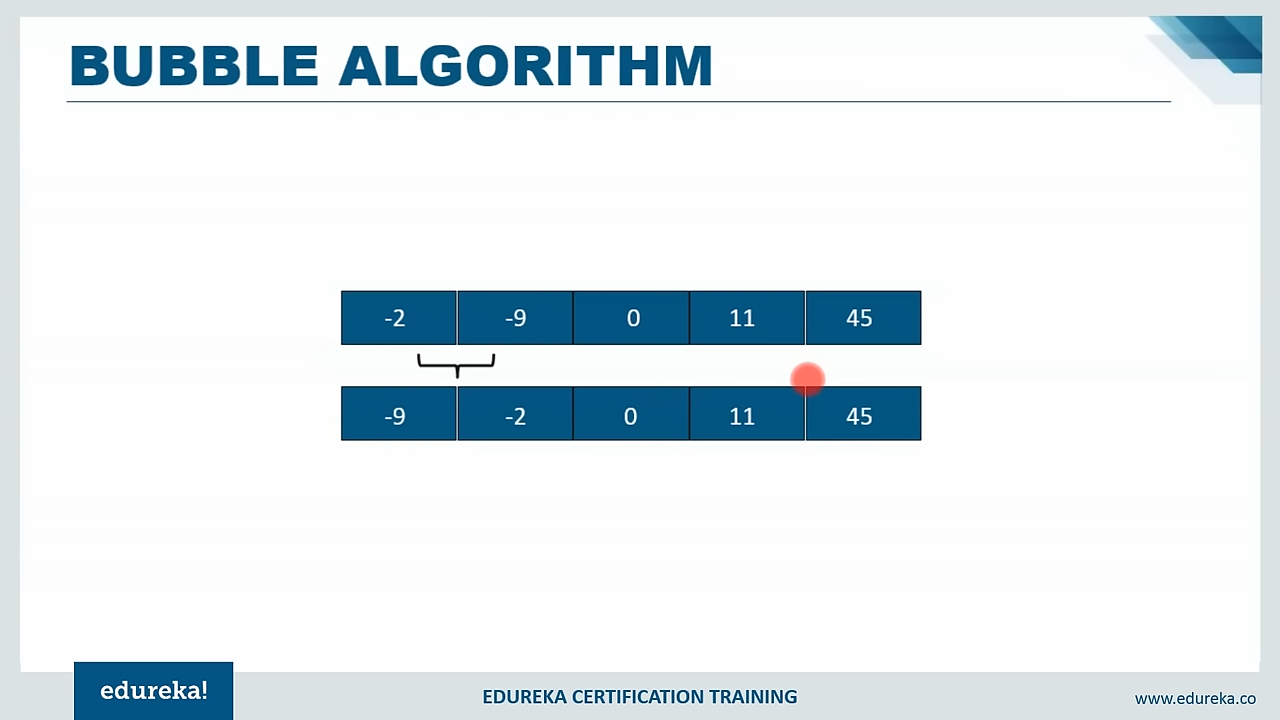 BUBBLE ALGORITHM
-2 -9 0 11 45
-9 -2 0 11 45
edureka!
EDUREKA CERTIFICATION TRAINING
www.edureka.co